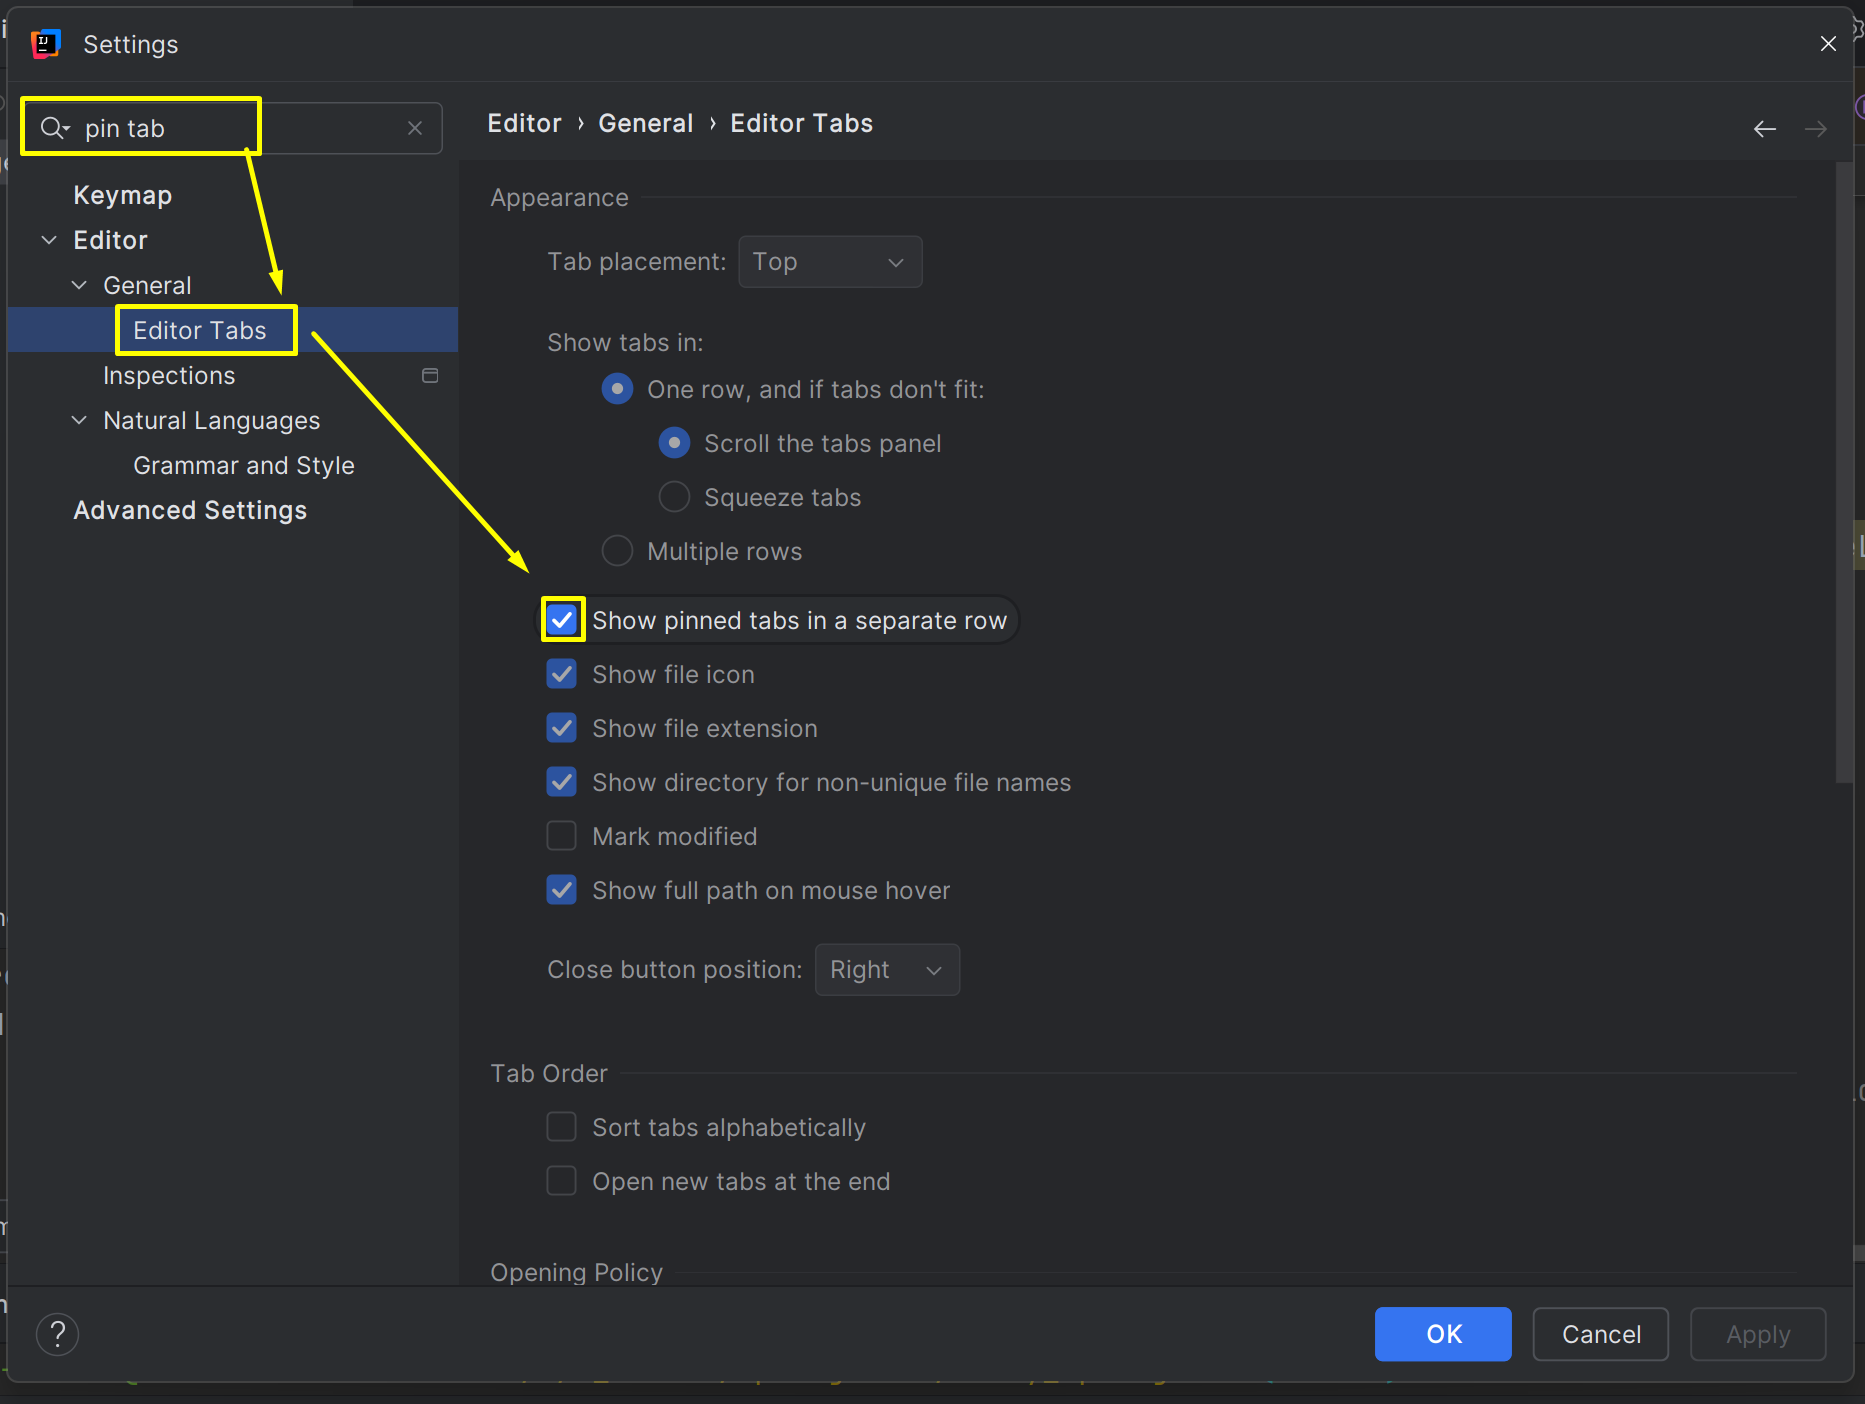 Settings
pin tab
Keymap
Editor
General
Editor Tabs
Inspections
Natural Languages
Grammar and Style
Advanced Settings
Editor › General › Editor Tabs
Appearance
Tab placement: Top
Show tabs in:
One row, and if tabs don't fit:
Scroll the tabs panel
Squeeze tabs
Multiple rows
Show pinned tabs in a separate row
Show file icon
Show file extension
Show directory for non-unique file names
Mark modified
Show full path on mouse hover
Close button position: Right
Tab Order
Sort tabs alphabetically
Open new tabs at the end
Opening Policy
?
OK Cancel Apply